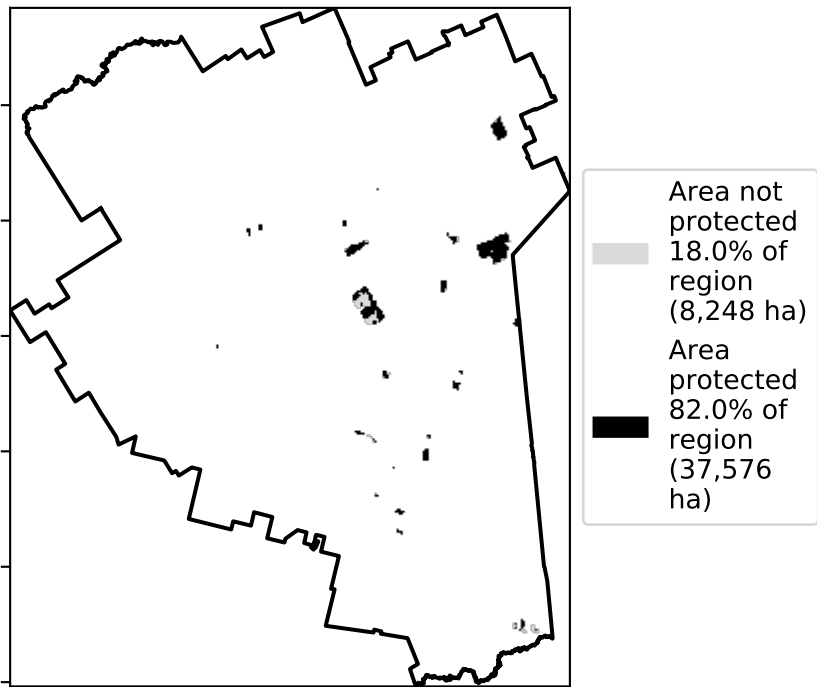 Area not
protected
18.0% of
region
(8,248 ha)
Area
protected
82.0% of
region
(37,576
ha)